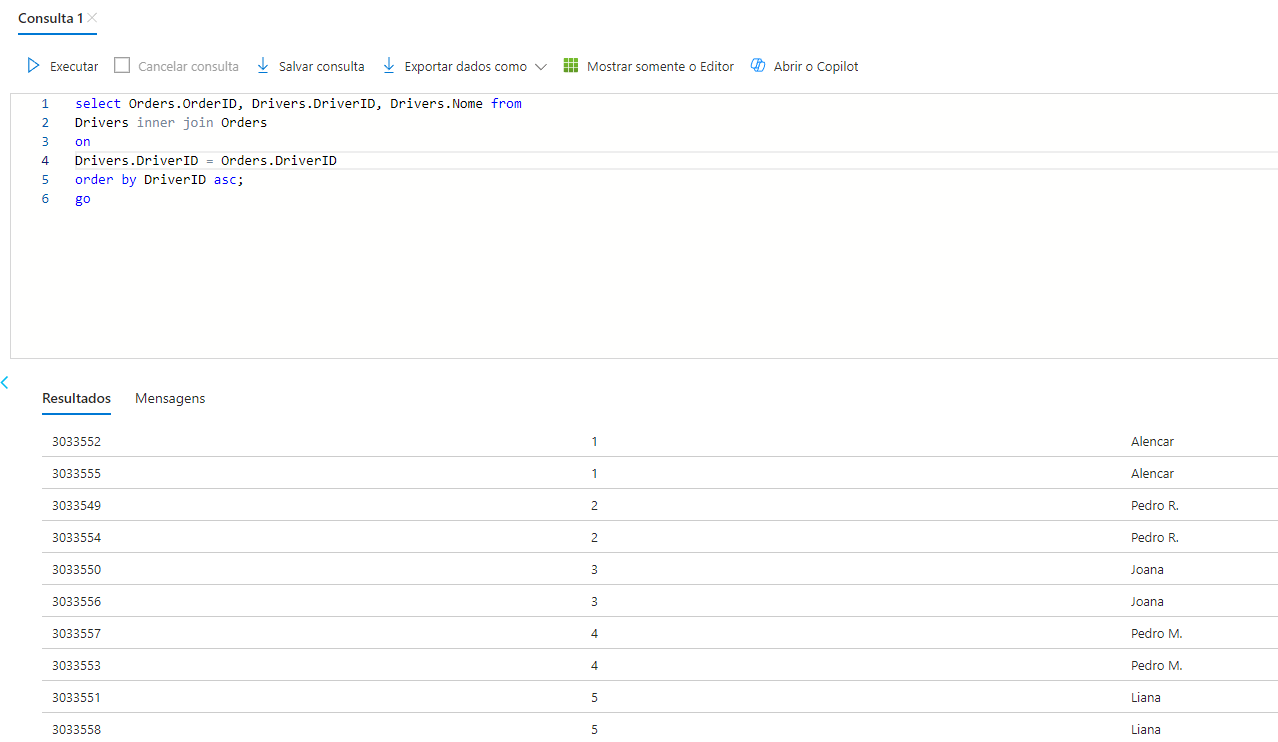 Consulta 1
Executar Cancelar consulta Salvar consulta Exportar dados como Mostrar somente o Editor Abrir o Copilot
1 select Orders.OrderID, Drivers.DriverID, Drivers.Nome from
2 Drivers inner join Orders
3 on
4 Drivers.DriverID = Orders.DriverID
5 order by DriverID asc;
6 go
Resultados Mensagens
3033552 1 Alencar
3033555 1 Alencar
3033549 2 Pedro R.
3033554 2 Pedro R.
3033550 3 Joana
3033556 3 Joana
3033557 4 Pedro M.
3033553 4 Pedro M.
3033551 5 Liana
3033558 5 Liana